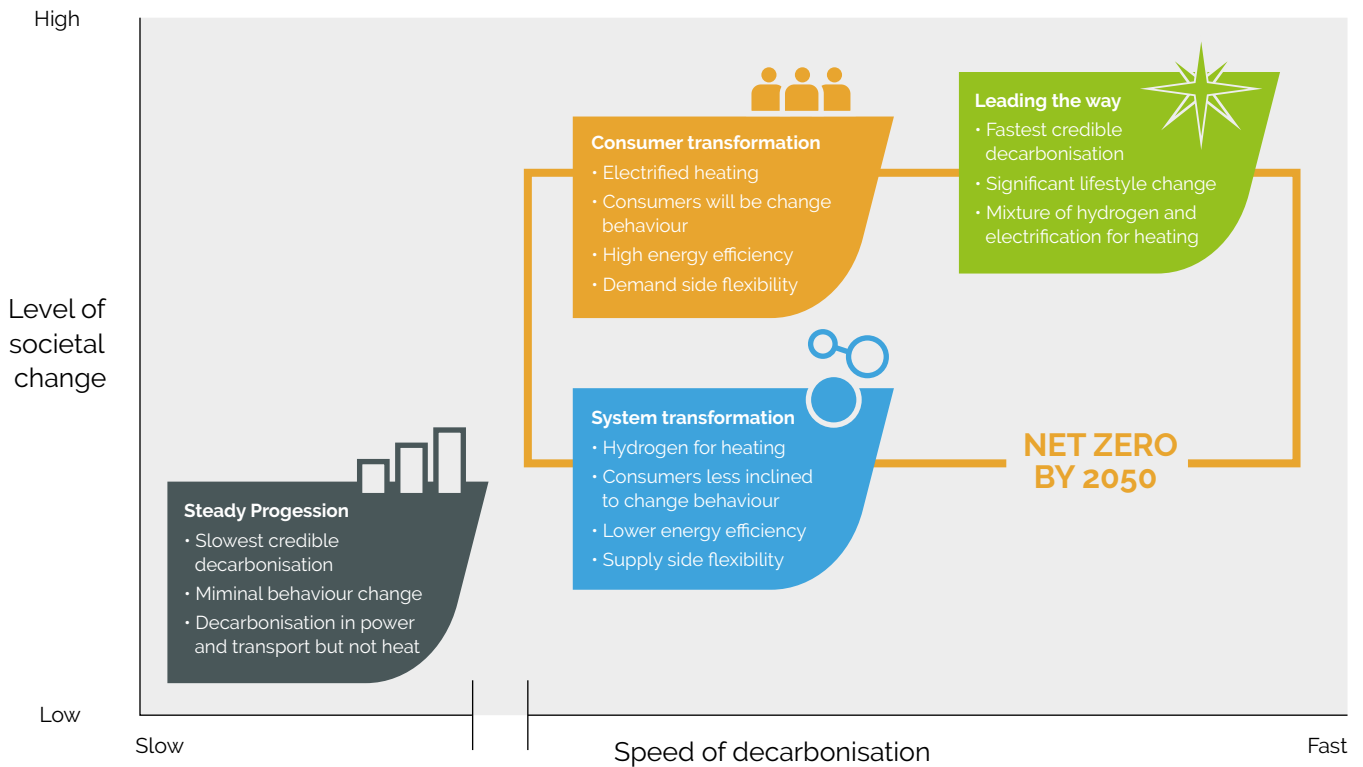 High
Level of
societal
change
Low
Slow
Speed of decarbonisation
Fast
Steady Progession
• Slowest credible
decarbonisation
• Miminal behaviour change
• Decarbonisation in power
and transport but not heat
Consumer transformation
• Electrified heating
• Consumers will be change
behaviour
• High energy efficiency
• Demand side flexibility
System transformation
• Hydrogen for heating
• Consumers less inclined
to change behaviour
• Lower energy efficiency
• Supply side flexibility
Leading the way
• Fastest credible
decarbonisation
• Significant lifestyle change
• Mixture of hydrogen and
electrification for heating
NET ZERO
BY 2050